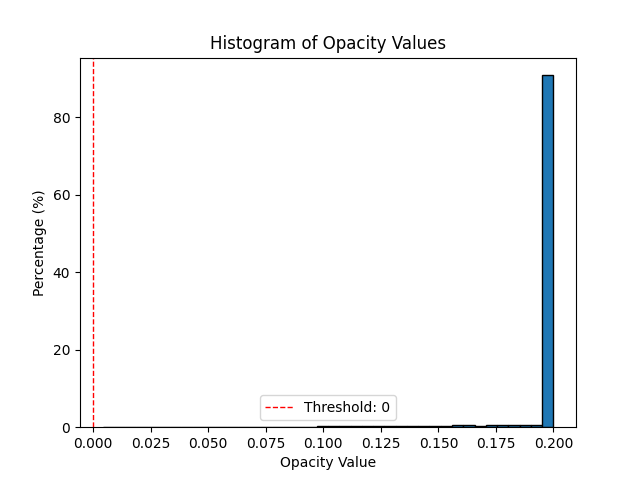 Histogram of Opacity Values
Percentage (%)
80
60
40
20
0
Threshold: 0
0.000 0.025 0.050 0.075 0.100 0.125 0.150 0.175 0.200
Opacity Value